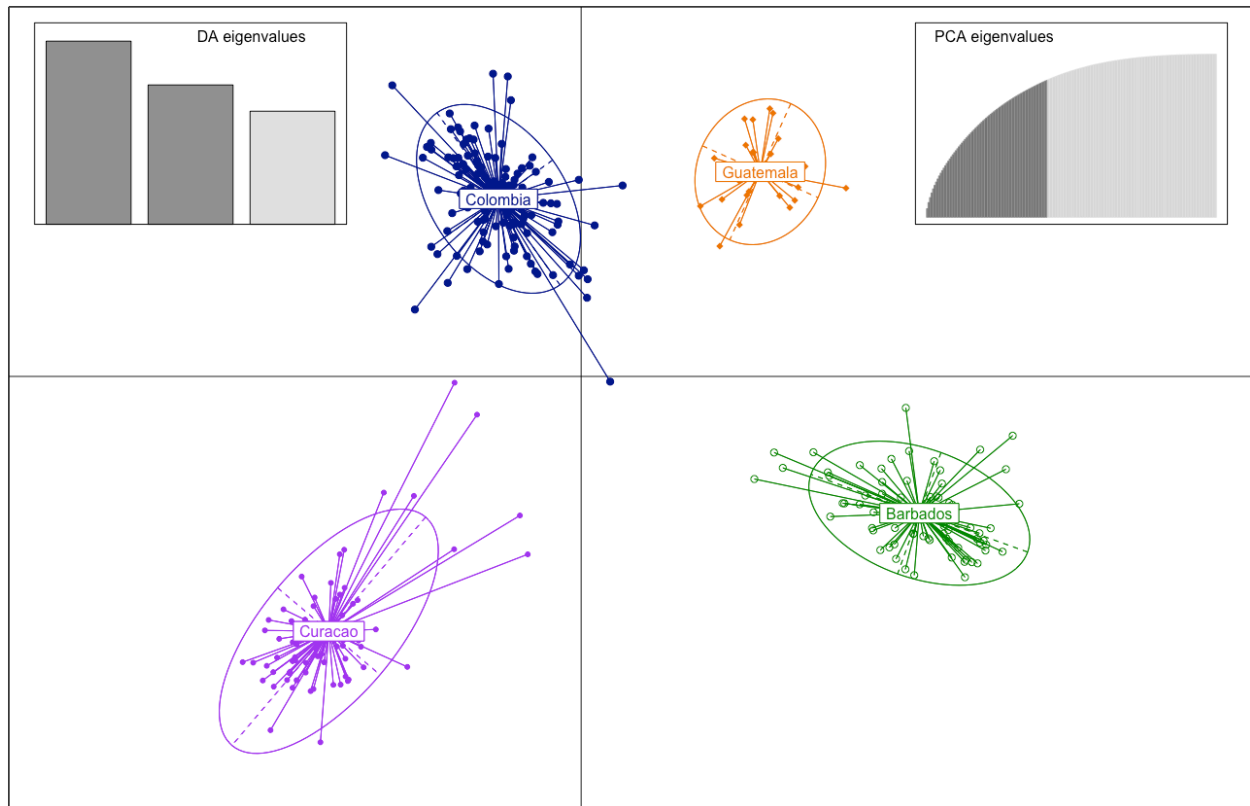 DA eigenvalues
PCA eigenvalues
Colombia
Guatemala
Barbados
Curacao